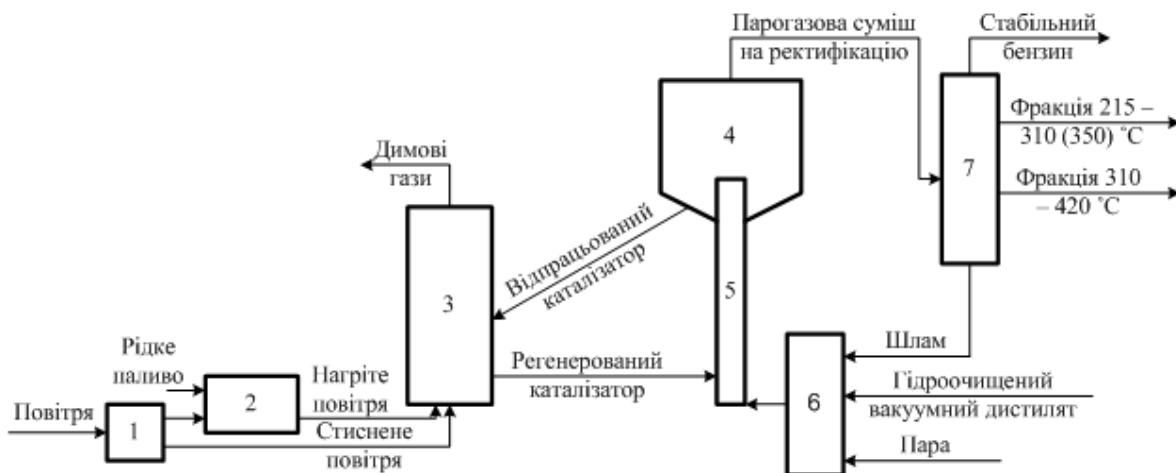 Парогазова суміш
на ректифікацію
Стабільний
бензин
4
Фракція 215 –
310 (350) ˚С
7
Фракція 310
– 420 ˚С
Димові
гази
Відпрацьований
каталізатор
3
5
Рідке
паливо
Нагріте
повітря
Регенерований
каталізатор
Шлам
Гідроочищений
вакуумний дистилят
6
Повітря
1
2
Стиснене
повітря
Пара